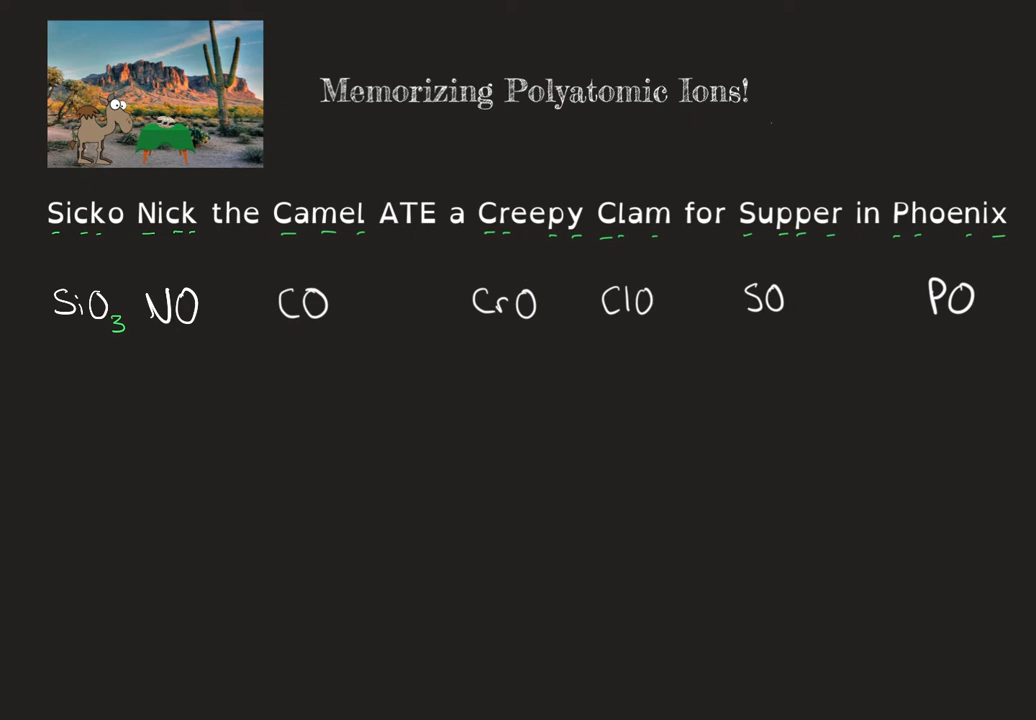 Memorizing Polyatomic Ions!
Sicko Nick the Camel ATE a Creepy Clam for Supper in Phoenix
SiO₃ NO CO CrO ClO SO PO